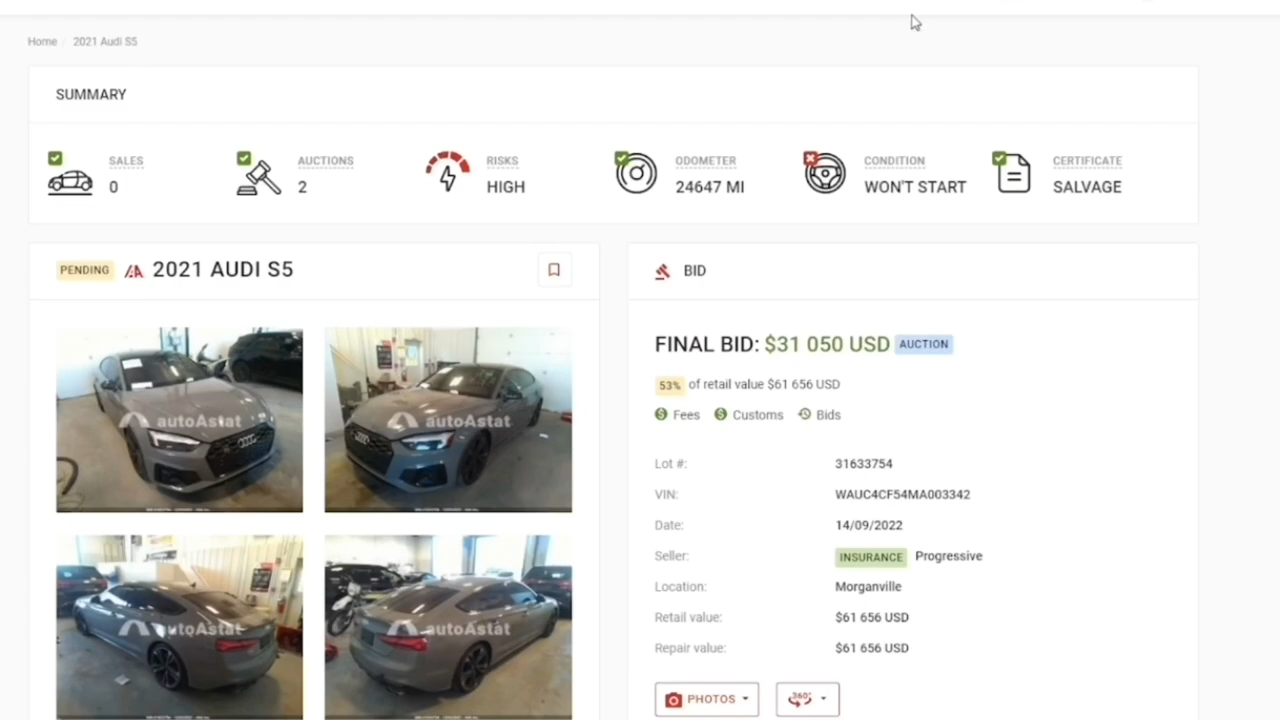 Home / 2021 Audi S5
SUMMARY
SALES
0
AUCTIONS
2
RISKS
HIGH
ODOMETER
24647 MI
CONDITION
WON'T START
CERTIFICATE
SALVAGE
PENDING 2021 AUDI S5
autoAstat
autoAstat
autoAstat
autoAstat
BID
FINAL BID: $31 050 USD AUCTION
53% of retail value $61 656 USD
Fees Customs Bids
Lot #: 31633754
VIN: WAUC4CF54MA003342
Date: 14/09/2022
Seller: INSURANCE Progressive
Location: Morganville
Retail value: $61 656 USD
Repair value: $61 656 USD
PHOTOS 360°